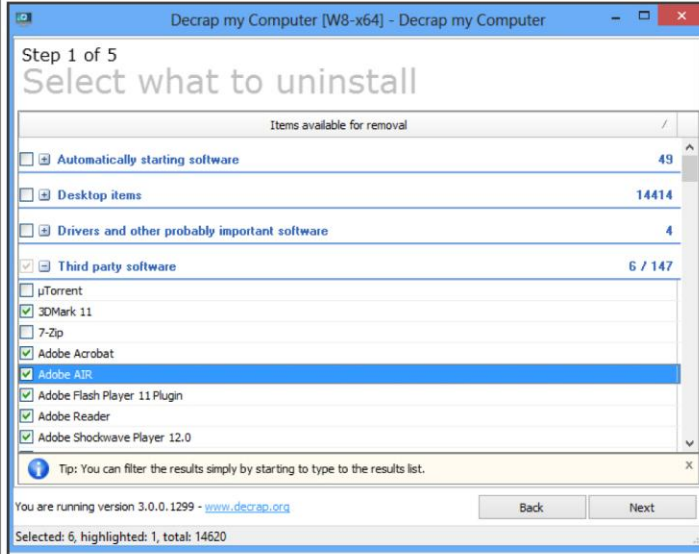 Decrap my Computer [W8-x64] - Decrap my Computer
Step 1 of 5
Select what to uninstall
Items available for removal
Automatically starting software 49
Desktop items 14414
Drivers and other probably important software 4
Third party software 6 / 147
µTorrent
3DMark 11
7-Zip
Adobe Acrobat
Adobe AIR
Adobe Flash Player 11 Plugin
Adobe Reader
Adobe Shockwave Player 12.0
Tip: You can filter the results simply by starting to type to the results list. x
You are running version 3.0.0.1299 - www.decrap.org Back Next
Selected: 6, highlighted: 1, total: 14620